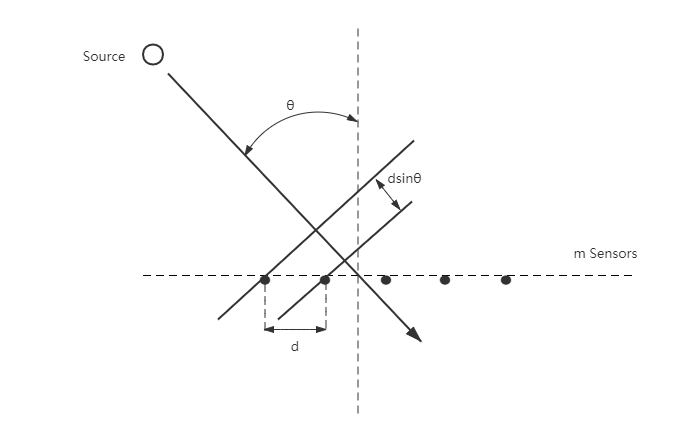 Source
θ
dsinθ
m Sensors
d